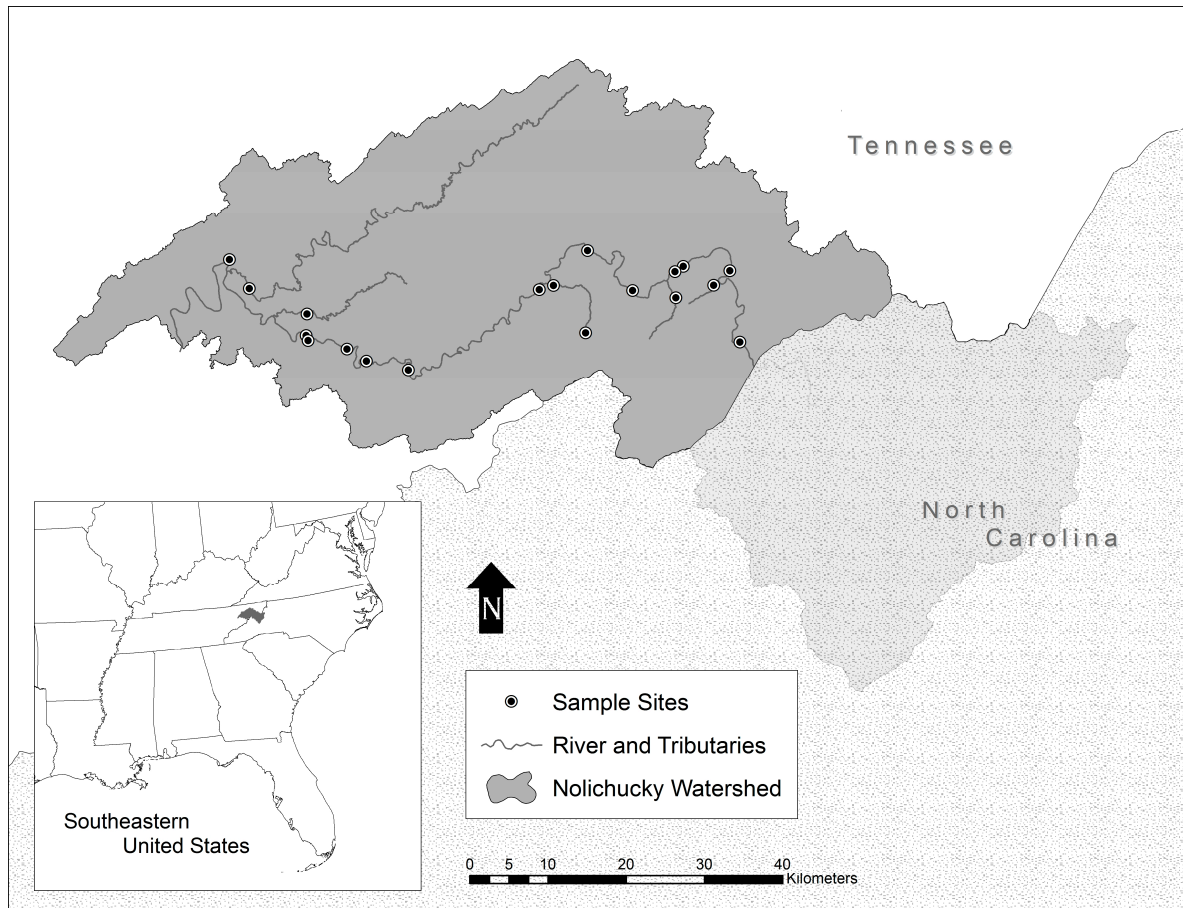 Tennessee
North
Carolina
N
Sample Sites
River and Tributaries
Nolichucky Watershed
Southeastern
United States
0 5 10 20 30 40
Kilometers